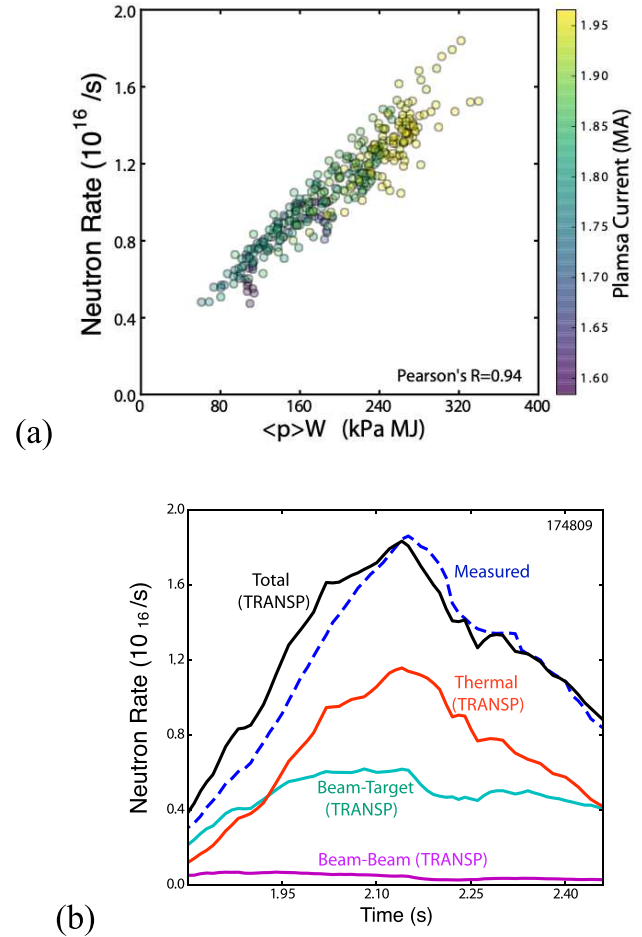 2.0
1.6
1.2
0.8
0.4
0.0
Neutron Rate (10^16 /s)
0 80 160 240 320 400
<p>W (kPa MJ)
Pearson's R=0.94
1.95
1.90
1.85
1.80
1.75
1.70
1.65
1.60
Plamsa Current (MA)
(a)
2.0
1.6
1.2
0.8
0.4
0.0
Neutron Rate (10 16 /s)
174809
Total
(TRANSP)
Measured
Thermal
(TRANSP)
Beam-Target
(TRANSP)
Beam-Beam (TRANSP)
1.95 2.10 2.25 2.40
Time (s)
(b)